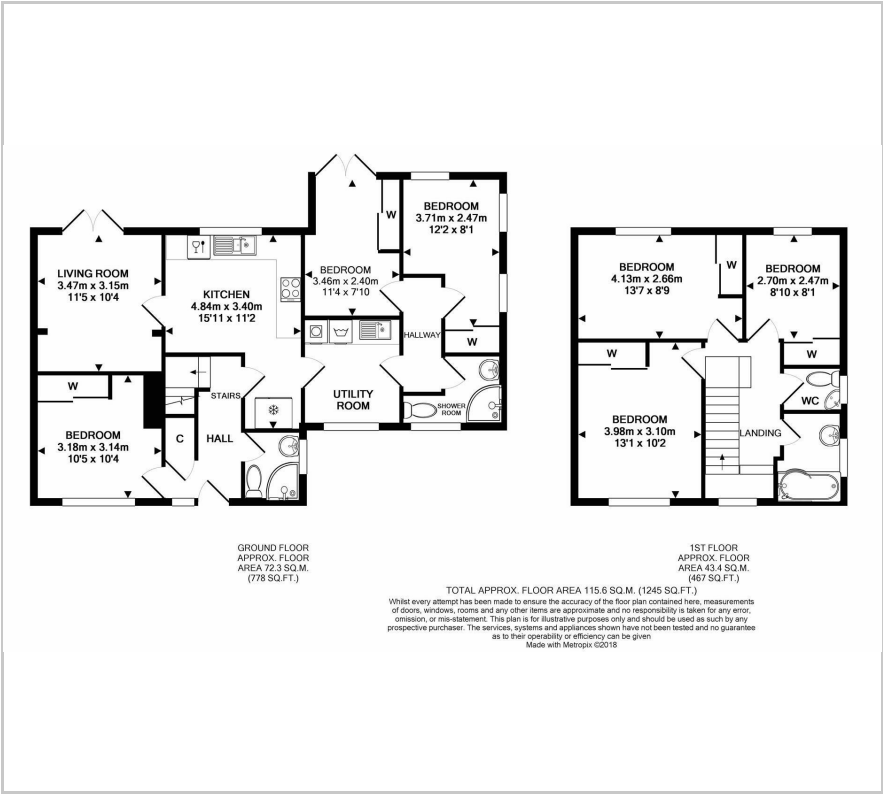 LIVING ROOM
3.47m x 3.15m
11'5 x 10'4
KITCHEN
4.84m x 3.40m
15'11 x 11'2
BEDROOM
3.46m x 2.40m
11'4 x 7'10
W
BEDROOM
3.71m x 2.47m
12'2 x 8'1
W
HALLWAY
UTILITY
ROOM
SHOWER
ROOM
STAIRS
HALL
C
W
BEDROOM
3.18m x 3.14m
10'5 x 10'4
BEDROOM
4.13m x 2.66m
13'7 x 8'9
W
BEDROOM
2.70m x 2.47m
8'10 x 8'1
W
W
BEDROOM
3.98m x 3.10m
13'1 x 10'2
LANDING
WC
GROUND FLOOR
APPROX. FLOOR
AREA 72.3 SQ.M.
(778 SQ.FT.)
1ST FLOOR
APPROX. FLOOR
AREA 43.4 SQ.M.
(467 SQ.FT.)
TOTAL APPROX. FLOOR AREA 115.6 SQ.M. (1245 SQ.FT.)
Whilst every attempt has been made to ensure the accuracy of the floor plan contained here, measurements
of doors, windows, rooms and any other items are approximate and no responsibility is taken for any error,
omission, or mis-statement. This plan is for illustrative purposes only and should be used as such by any
prospective purchaser. The services, systems and appliances shown have not been tested and no guarantee
as to their operability or efficiency can be given
Made with Metropix ©2018